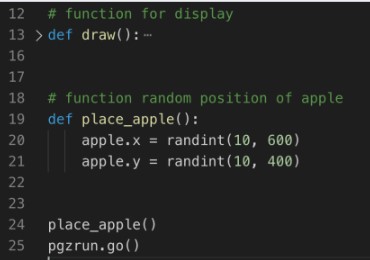 12 # function for display
13 > def draw(): ⋯
16
17
18 # function random position of apple
19 def place_apple():
20     apple.x = randint(10, 600)
21     apple.y = randint(10, 400)
22
23
24 place_apple()
25 pgzrun.go()